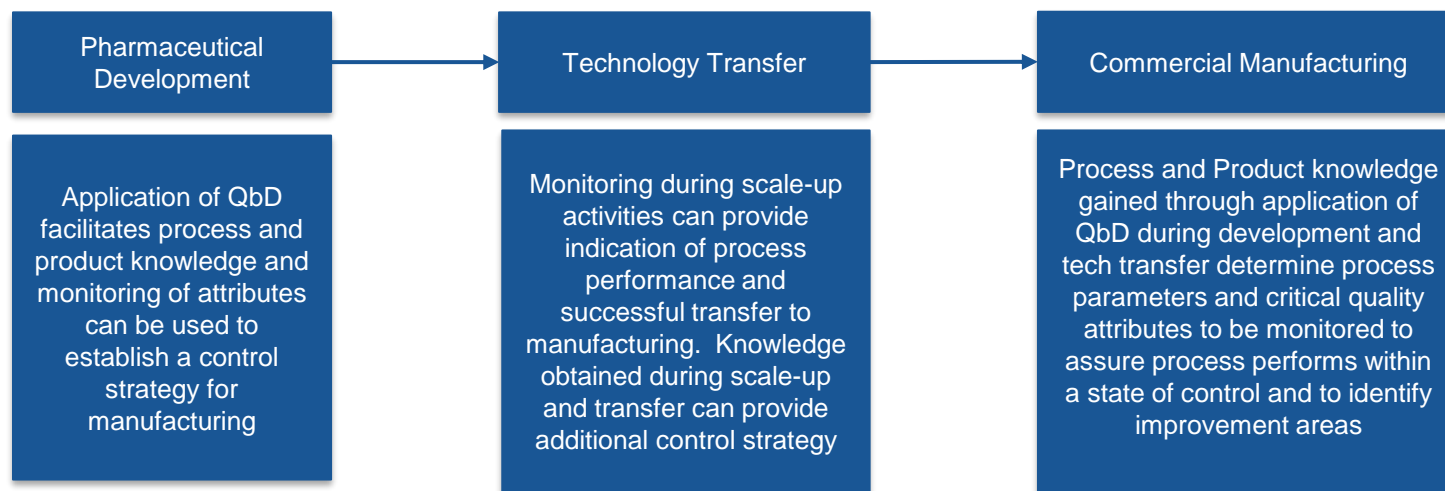 Pharmaceutical
Development
Technology Transfer
Commercial Manufacturing
Application of QbD
facilitates process and
product knowledge and
monitoring of attributes
can be used to
establish a control
strategy for
manufacturing
Monitoring during scale-up
activities can provide
indication of process
performance and
successful transfer to
manufacturing.  Knowledge
obtained during scale-up
and transfer can provide
additional control strategy
Process and Product knowledge
gained through application of
QbD during development and
tech transfer determine process
parameters and critical quality
attributes to be monitored to
assure process performs within
a state of control and to identify
improvement areas